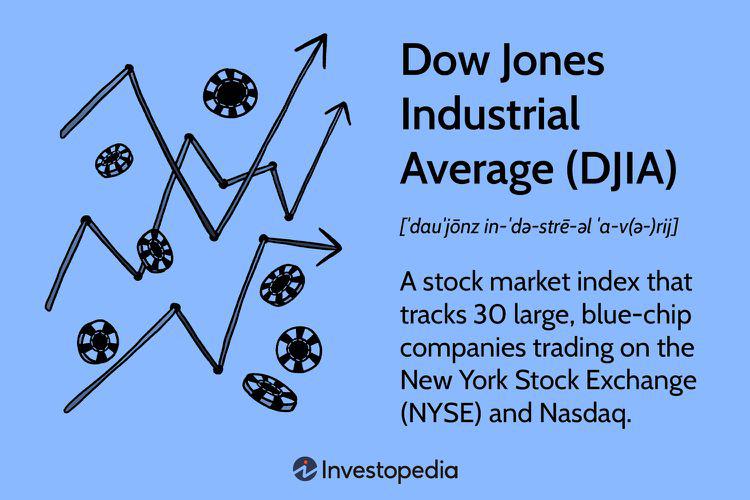 Dow Jones
Industrial
Average (DJIA)
[ˈdau̇ˈjōnz in-ˈdə-strē-əl ˈa-v(ə-)rij]
A stock market index that
tracks 30 large, blue-chip
companies trading on the
New York Stock Exchange
(NYSE) and Nasdaq.
Investopedia